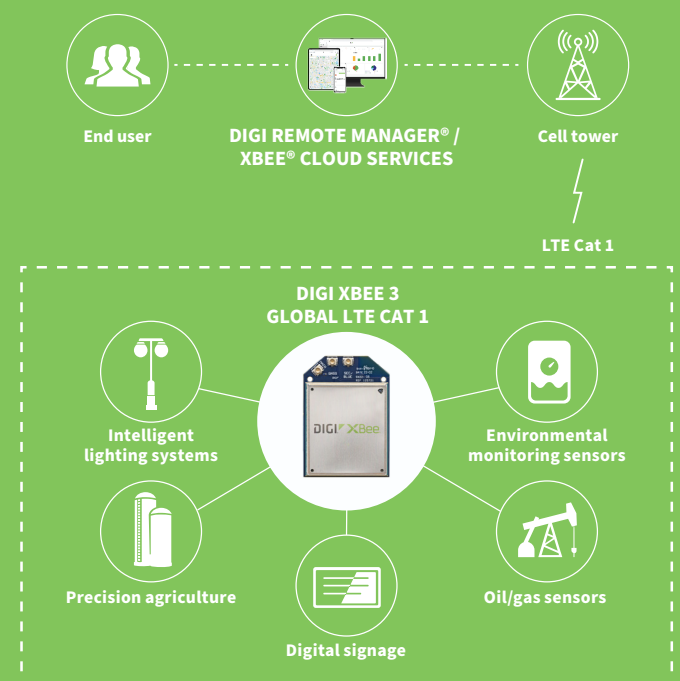 End user
DIGI REMOTE MANAGER® /
XBEE® CLOUD SERVICES
Cell tower
LTE Cat 1
DIGI XBEE 3
GLOBAL LTE CAT 1
DIGI XBee
Intelligent
lighting systems
Environmental
monitoring sensors
Precision agriculture
Oil/gas sensors
Digital signage